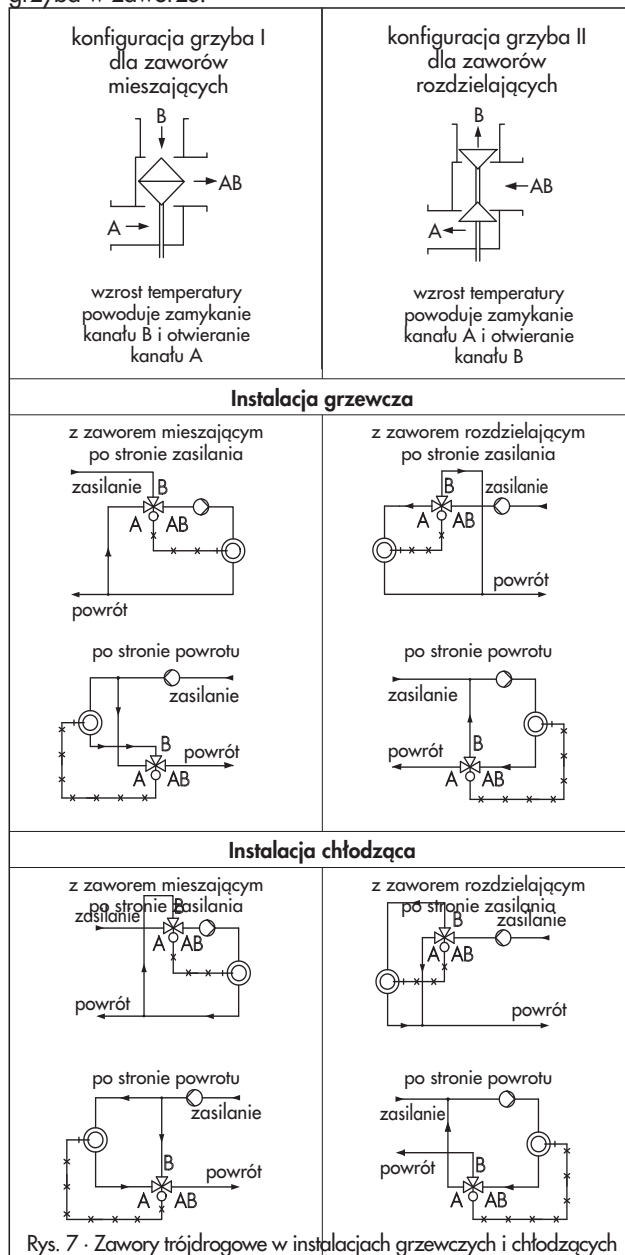 grzyba w zaworze.
konfiguracja grzyba I
dla zaworów
mieszających
B
AB
A
wzrost temperatury
powoduje zamykanie
kanału B i otwieranie
kanału A
konfiguracja grzyba II
dla zaworów
rozdzielających
B
AB
A
wzrost temperatury
powoduje zamykanie
kanału A i otwieranie
kanału B
Instalacja grzewcza
z zaworem mieszającym
po stronie zasilania
zasilanie
B
A AB
powrót
z zaworem rozdzielającym
po stronie zasilania
B
zasilanie
A AB
powrót
po stronie powrotu
zasilanie
B
powrót
A AB
po stronie powrotu
zasilanie
B
powrót
A AB
Instalacja chłodząca
z zaworem mieszającym
po stronie zasilania
zasilanie
B
A AB
powrót
z zaworem rozdzielającym
po stronie zasilania
B
zasilanie
A AB
powrót
po stronie powrotu
zasilanie
B
powrót
A AB
po stronie powrotu
zasilanie
B
powrót
A AB
Rys. 7 · Zawory trójdrogowe w instalacjach grzewczych i chłodzących